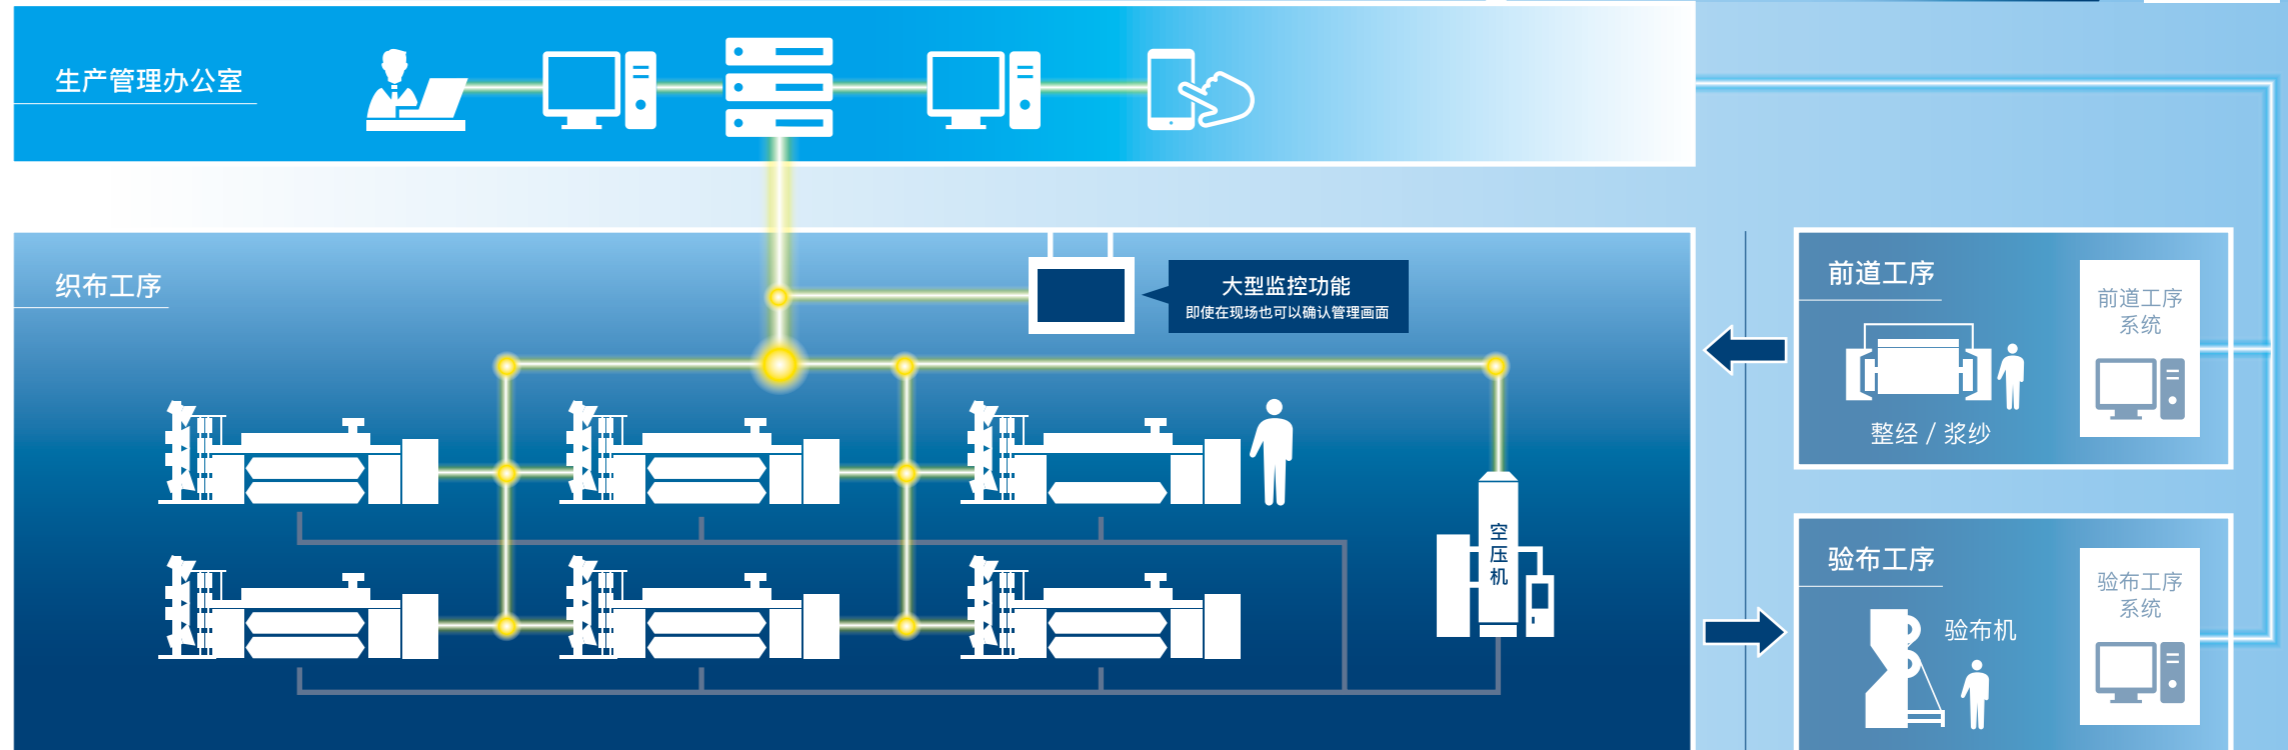 生产管理办公室
织布工序
大型监控功能
即使在现场也可以确认管理画面
空压机
前道工序
整经 / 浆纱
前道工序
系统
验布工序
验布机
验布工序
系统